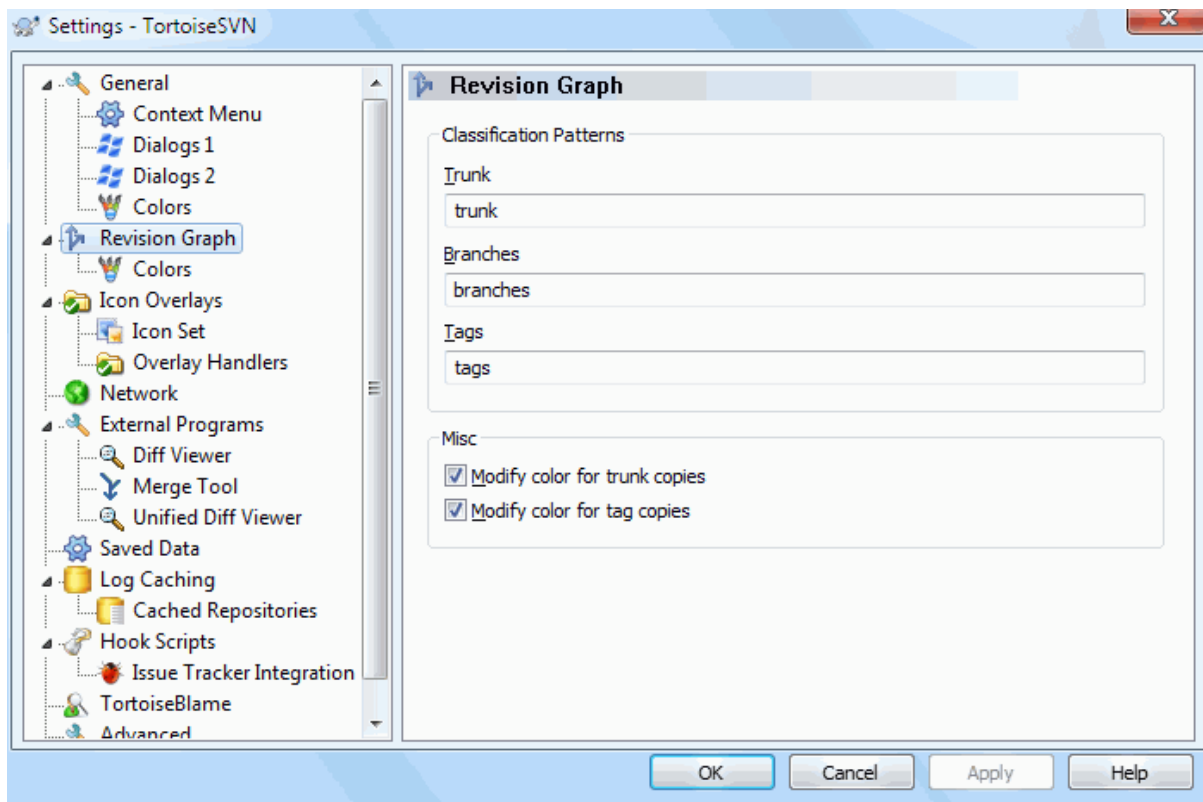 Settings - TortoiseSVN
General
Context Menu
Dialogs 1
Dialogs 2
Colors
Revision Graph
Colors
Icon Overlays
Icon Set
Overlay Handlers
Network
External Programs
Diff Viewer
Merge Tool
Unified Diff Viewer
Saved Data
Log Caching
Cached Repositories
Hook Scripts
Issue Tracker Integration
TortoiseBlame
Advanced
Revision Graph
Classification Patterns
Trunk
trunk
Branches
branches
Tags
tags
Misc
Modify color for trunk copies
Modify color for tag copies
OK
Cancel
Apply
Help